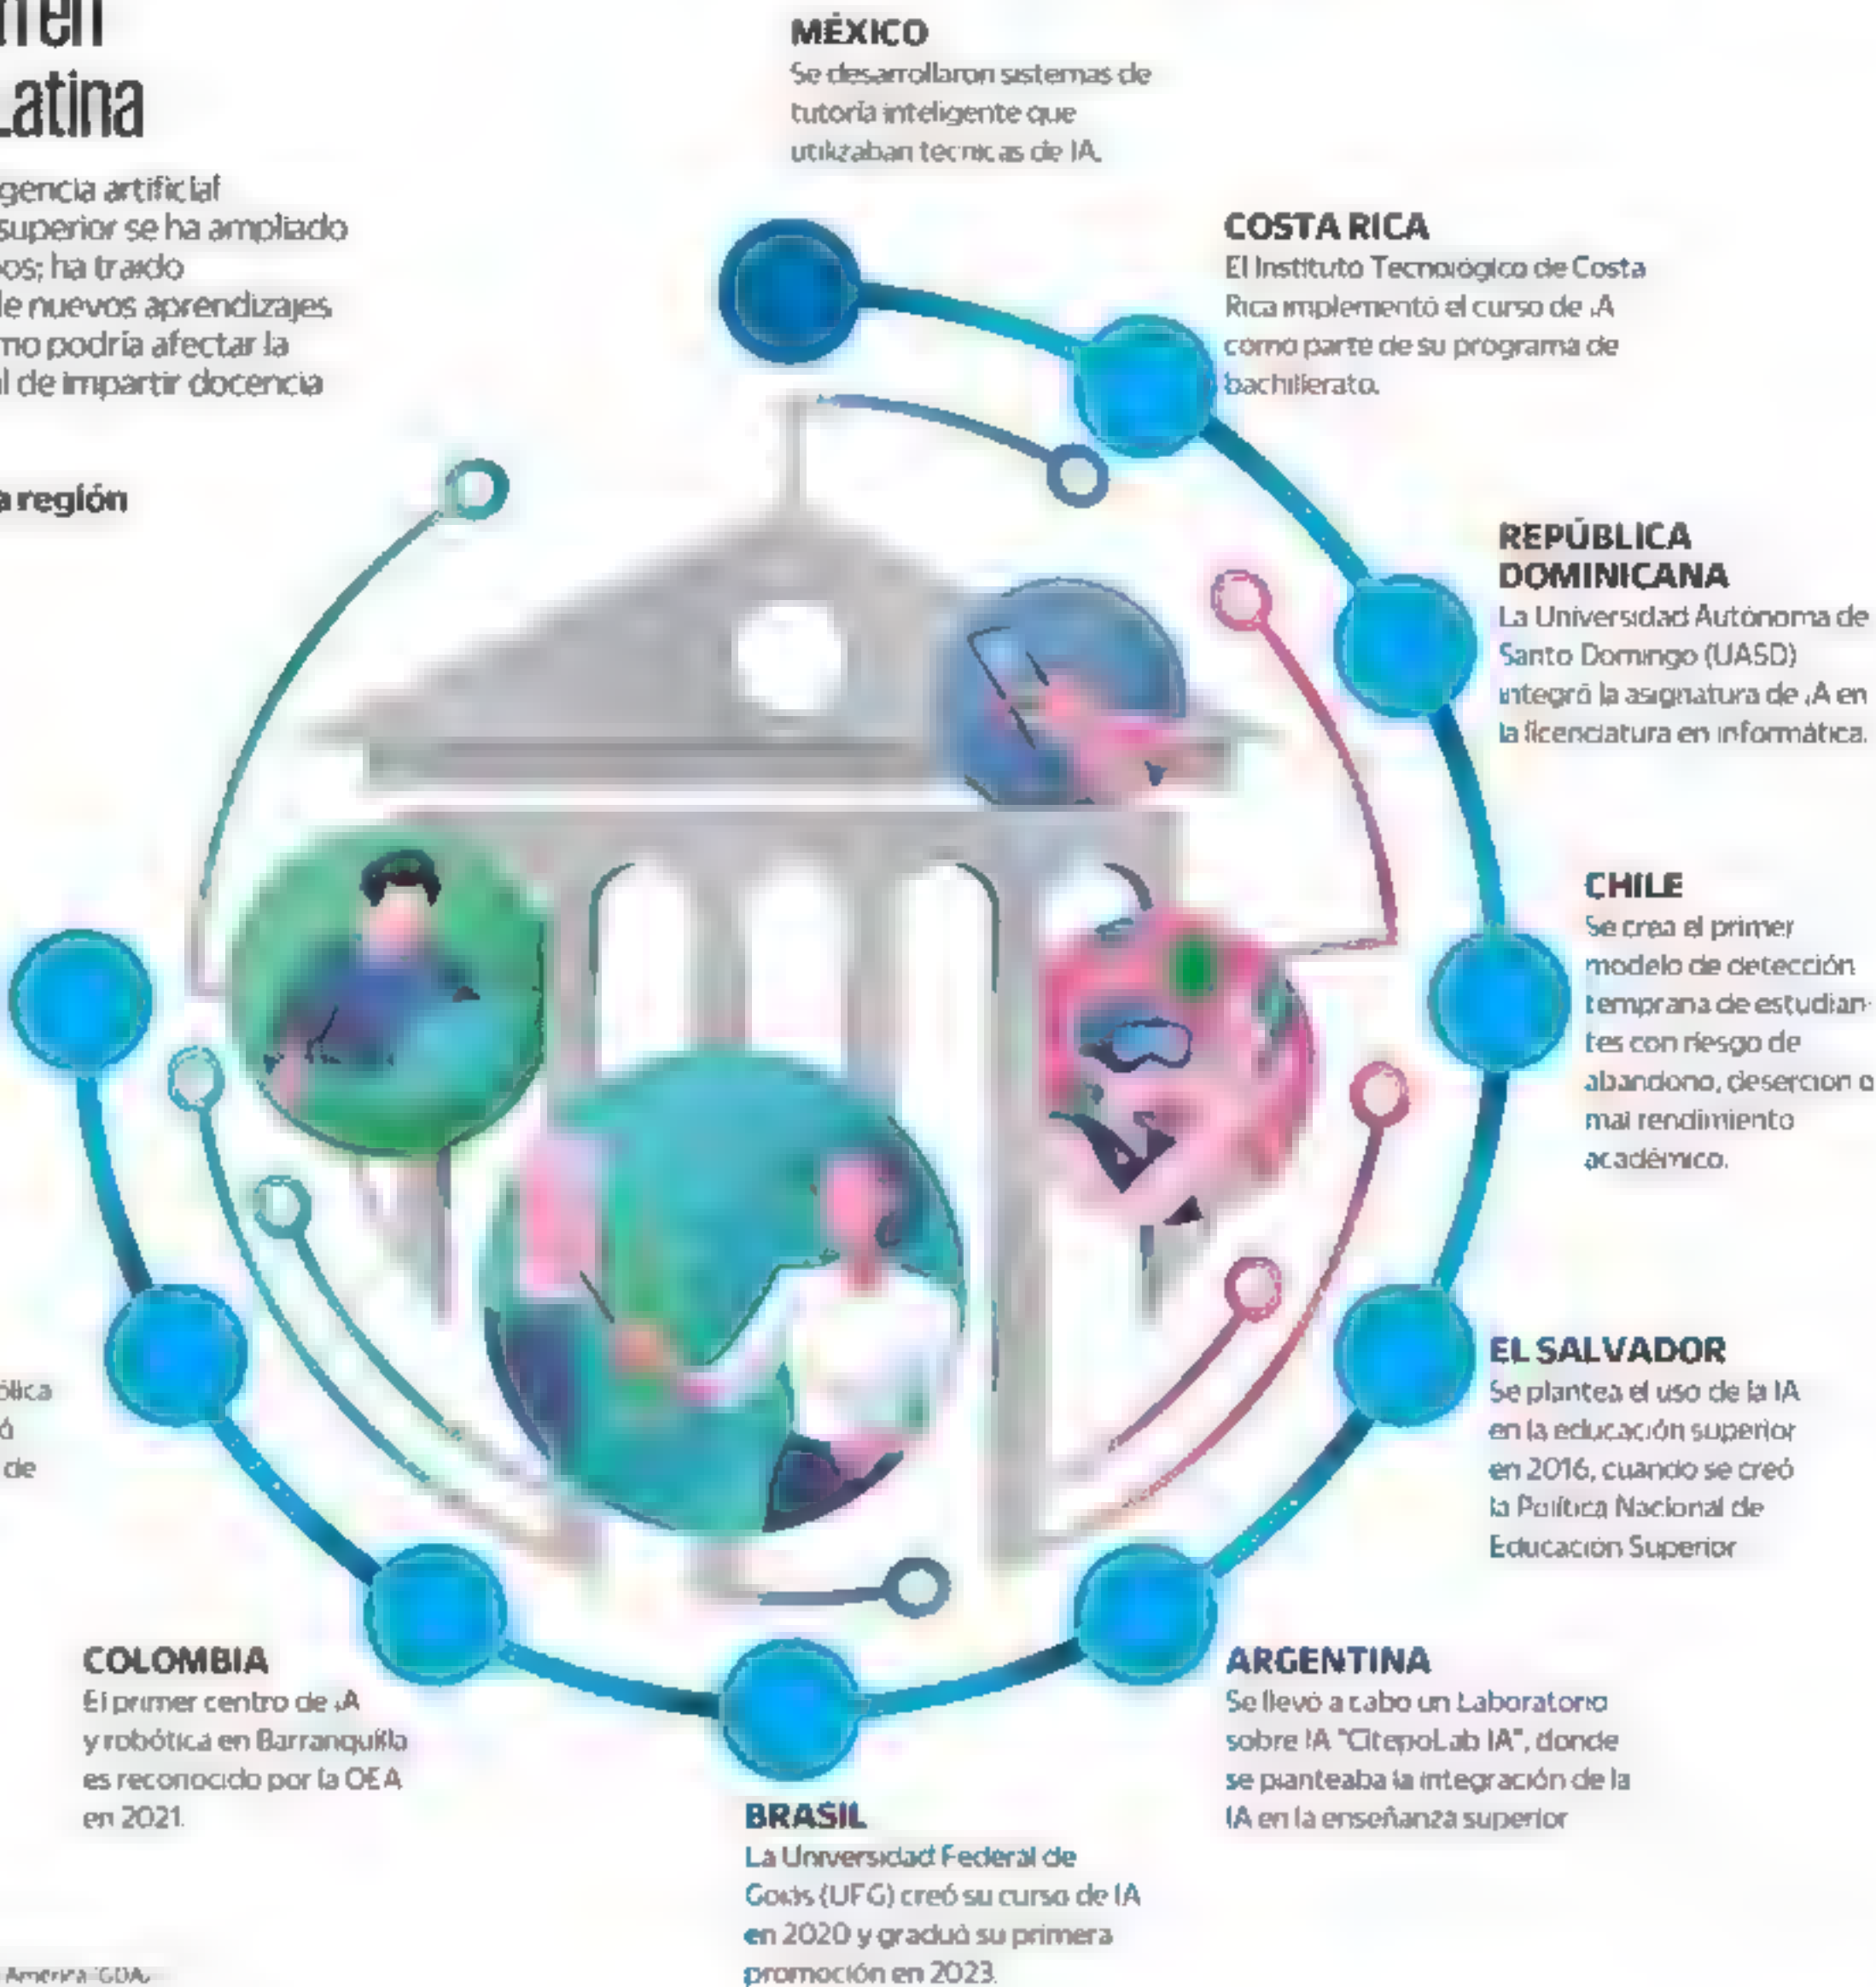 en
Latina
gencia artificial
superior se ha ampliado
pos; ha traido
de nuevos aprendizajes
mo podría afectar la
al de impartir docencia
a región
MÉXICO
Se desarrollaron sistemas de
tutoría inteligente que
utilizaban técnicas de IA.
COSTA RICA
El Instituto Tecnológico de Costa
Rica implementó el curso de IA
como parte de su programa de
bachillerato.
REPÚBLICA
DOMINICANA
La Universidad Autónoma de
Santo Domingo (UASD)
integró la asignatura de IA en
la licenciatura en informática.
CHILE
Se crea el primer
modelo de detección
temprana de estudian-
tes con riesgo de
abandono, deserción o
mal rendimiento
académico.
EL SALVADOR
Se plantea el uso de la IA
en la educación superior
en 2016, cuando se creó
la Política Nacional de
Educación Superior
ARGENTINA
Se llevó a cabo un Laboratorio
sobre IA "CitepoLab IA", donde
se planteaba la integración de la
IA en la enseñanza superior
BRASIL
La Universidad Federal de
Goiás (UFG) creó su curso de IA
en 2020 y graduó su primera
promoción en 2023.
COLOMBIA
El primer centro de IA
y robótica en Barranquilla
es reconocido por la OEA
en 2021.
ólica
ó
de
América GDA.